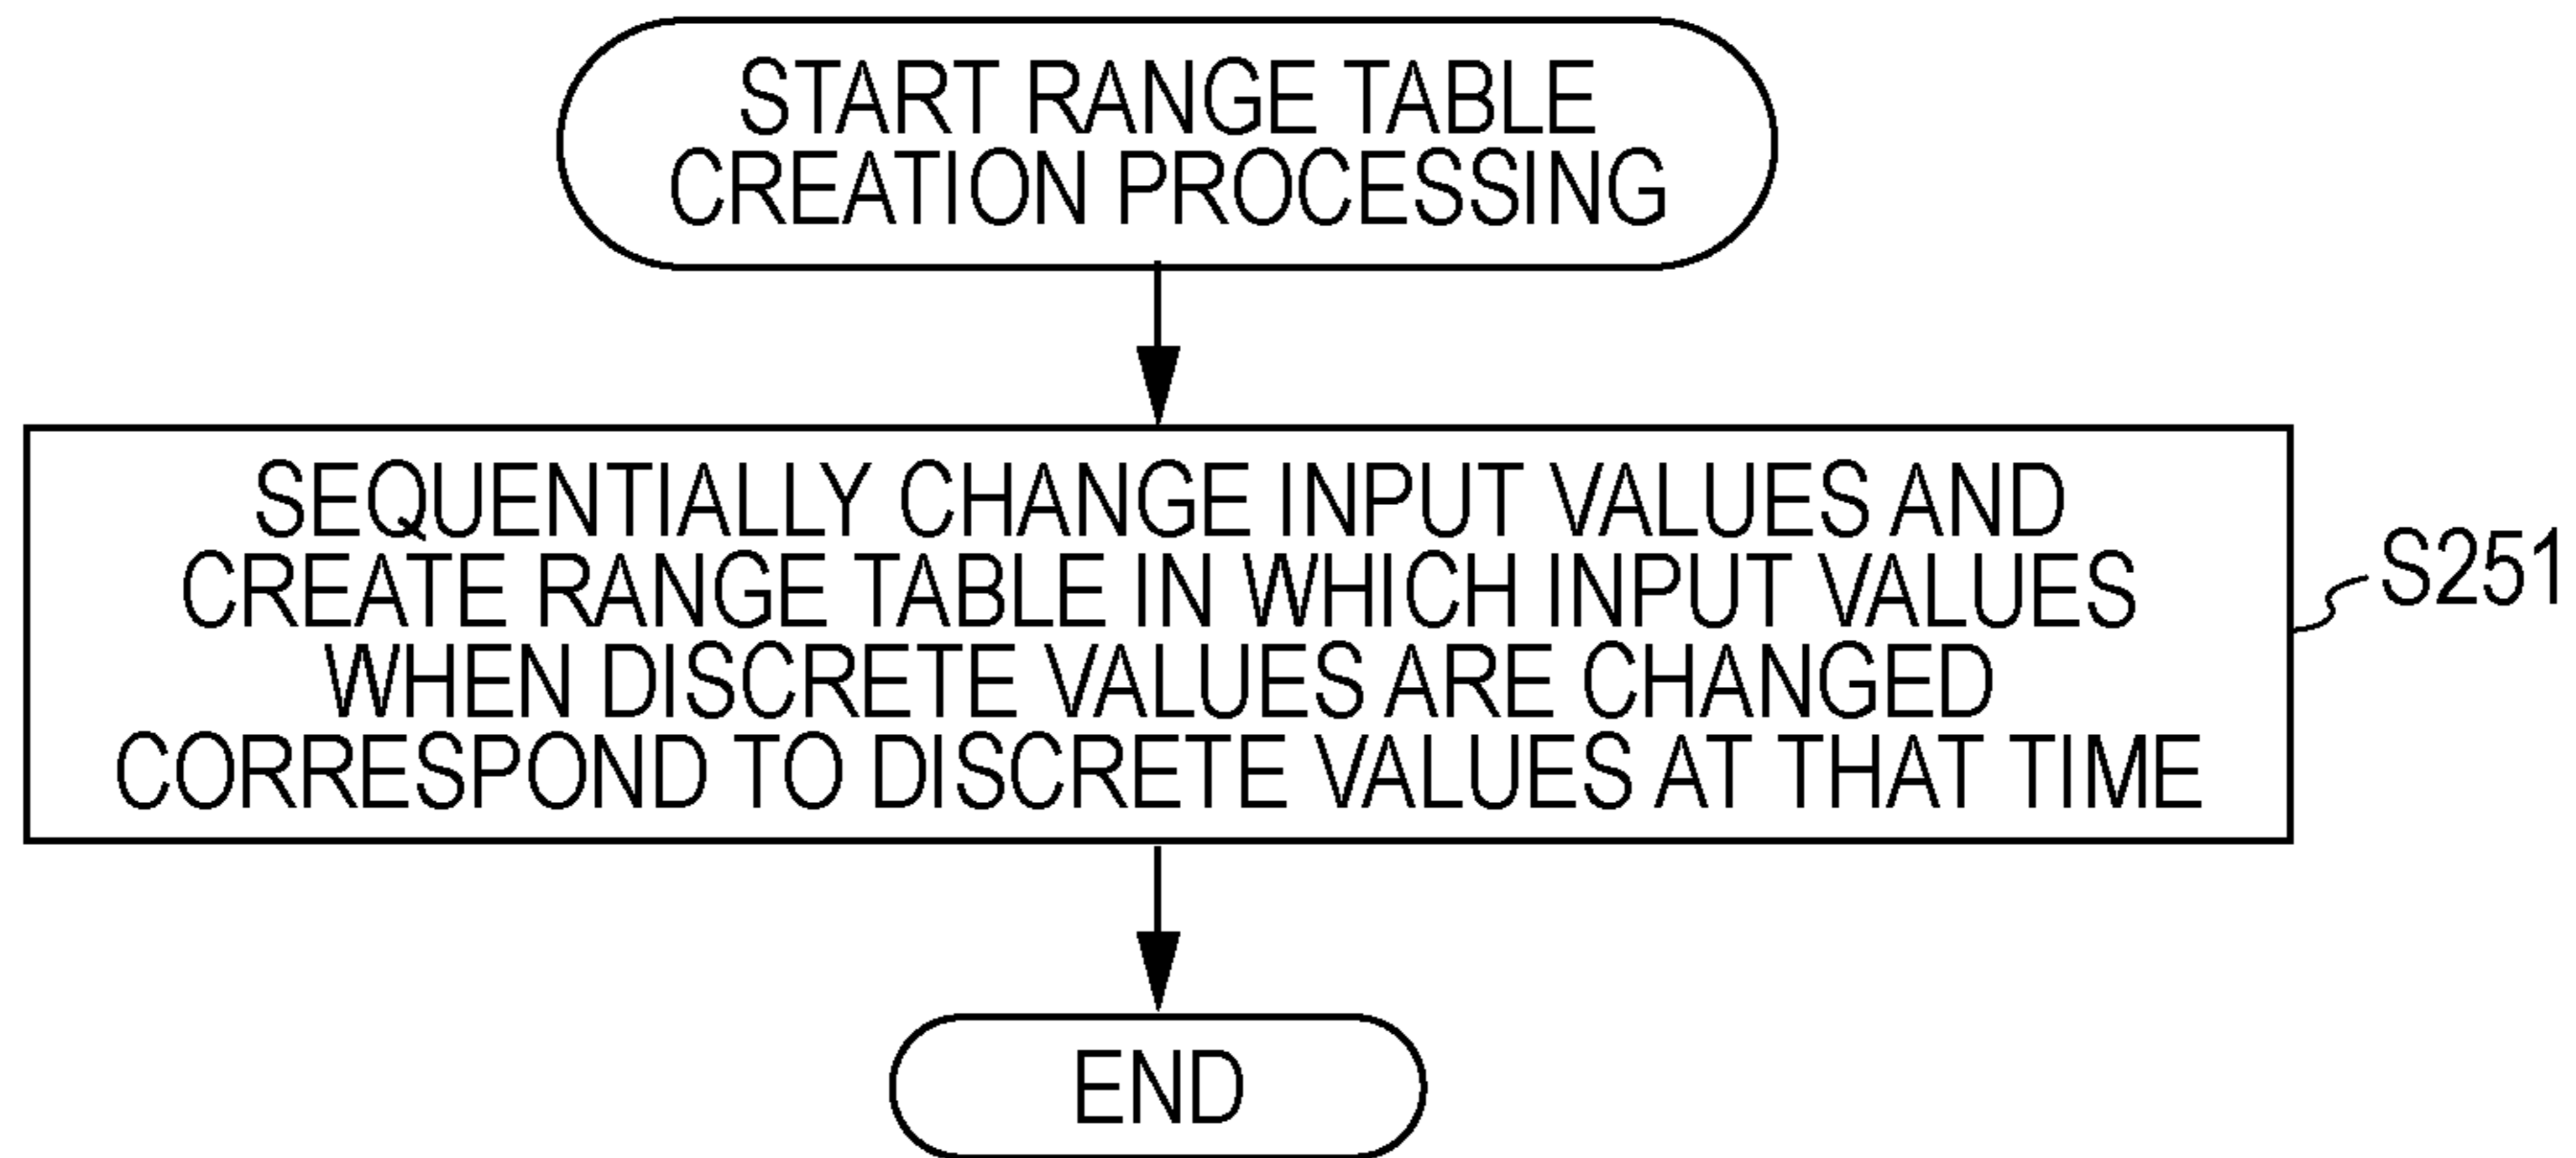 START RANGE TABLE
CREATION PROCESSING
SEQUENTIALLY CHANGE INPUT VALUES AND
CREATE RANGE TABLE IN WHICH INPUT VALUES
WHEN DISCRETE VALUES ARE CHANGED
CORRESPOND TO DISCRETE VALUES AT THAT TIME
S251
END